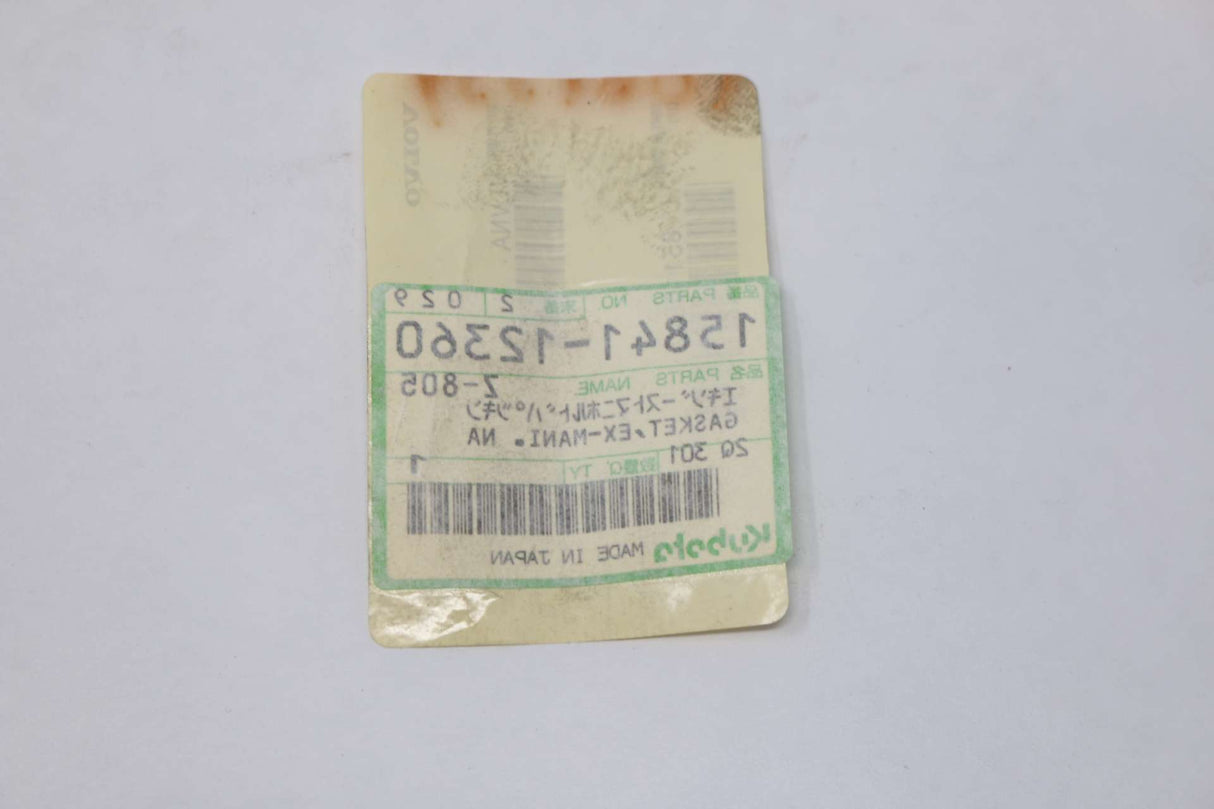 品番 PARTS NO 来番 2 029
15841-12360
品名 PARTS NAME Z-805
エキゾーストマニホルドパッキン
GASKET,EX-MANI. NA
2Q 301 数量Q.TY 1
Kubota MADE IN JAPAN
VOLVO